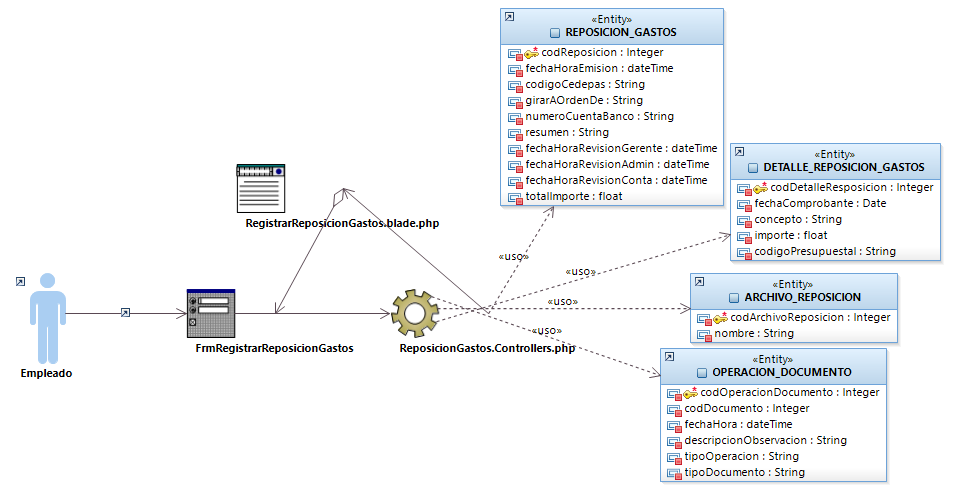 «Entity»
REPOSICION_GASTOS
codReposicion : Integer
fechaHoraEmision : dateTime
codigoCedepas : String
girarAOrdenDe : String
numeroCuentaBanco : String
resumen : String
fechaHoraRevisionGerente : dateTime
fechaHoraRevisionAdmin : dateTime
fechaHoraRevisionConta : dateTime
totalImporte : float
«Entity»
DETALLE_REPOSICION_GASTOS
codDetalleResposicion : Integer
fechaComprobante : Date
concepto : String
importe : float
codigoPresupuestal : String
RegistrarReposicionGastos.blade.php
«uso»
«uso»
«uso»
«uso»
«Entity»
ARCHIVO_REPOSICION
codArchivoReposicion : Integer
nombre : String
Empleado
FrmRegistrarReposicionGastos
ReposicionGastos.Controllers.php
«Entity»
OPERACION_DOCUMENTO
codOperacionDocumento : Integer
codDocumento : Integer
fechaHora : dateTime
descripcionObservacion : String
tipoOperacion : String
tipoDocumento : String